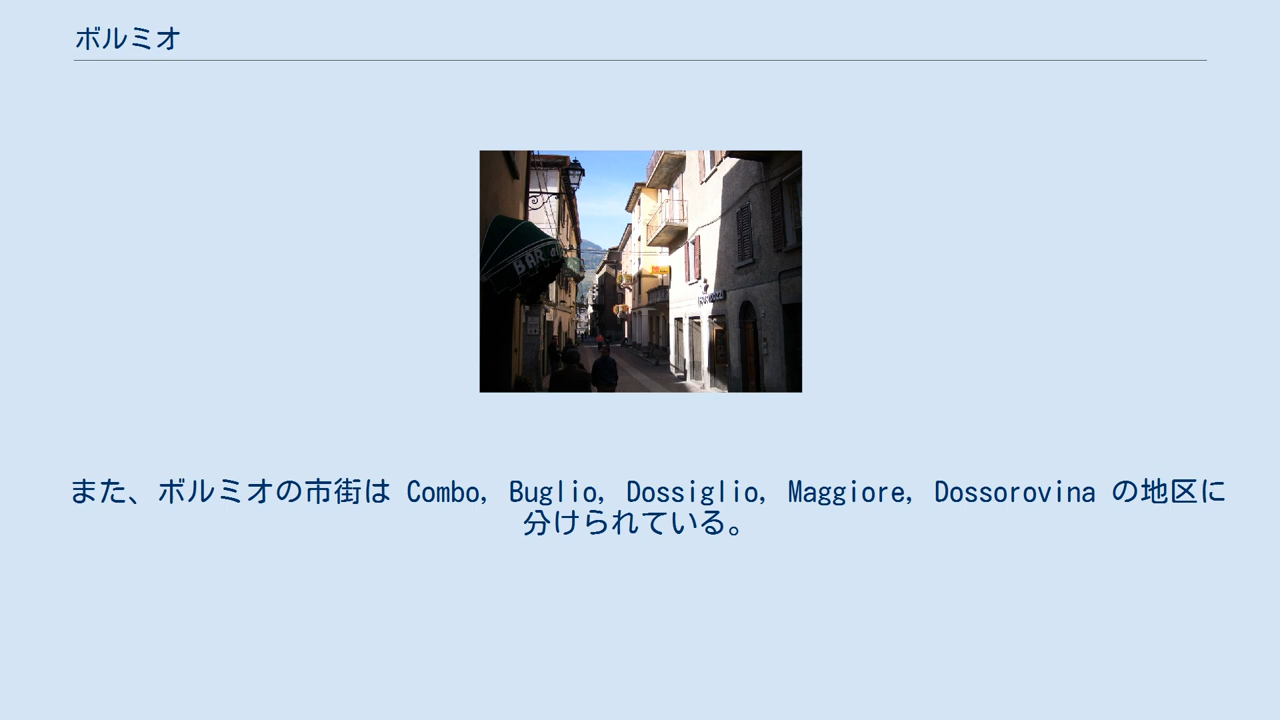 ボルミオ
BAR
また、ボルミオの市街は Combo, Buglio, Dossiglio, Maggiore, Dossorovina の地区に
分けられている。